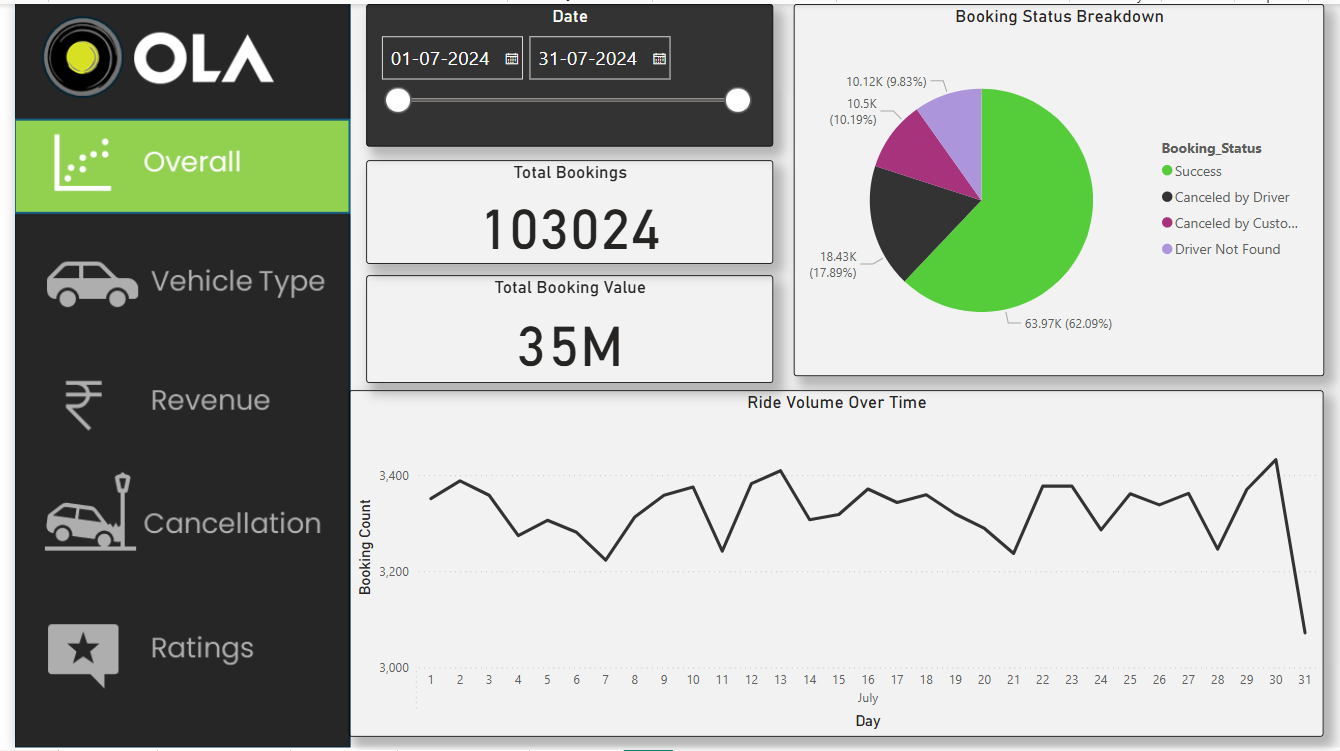 OLA
Overall
Vehicle Type
Revenue
Cancellation
Ratings
Date
01-07-2024
31-07-2024
Total Bookings
103024
Total Booking Value
35M
Booking Status Breakdown
10.12K (9.83%)
10.5K
(10.19%)
18.43K
(17.89%)
63.97K (62.09%)
Booking_Status
Success
Canceled by Driver
Canceled by Custo...
Driver Not Found
Ride Volume Over Time
Booking Count
3,400
3,200
3,000
1 2 3 4 5 6 7 8 9 10 11 12 13 14 15 16 17 18 19 20 21 22 23 24 25 26 27 28 29 30 31
July
Day